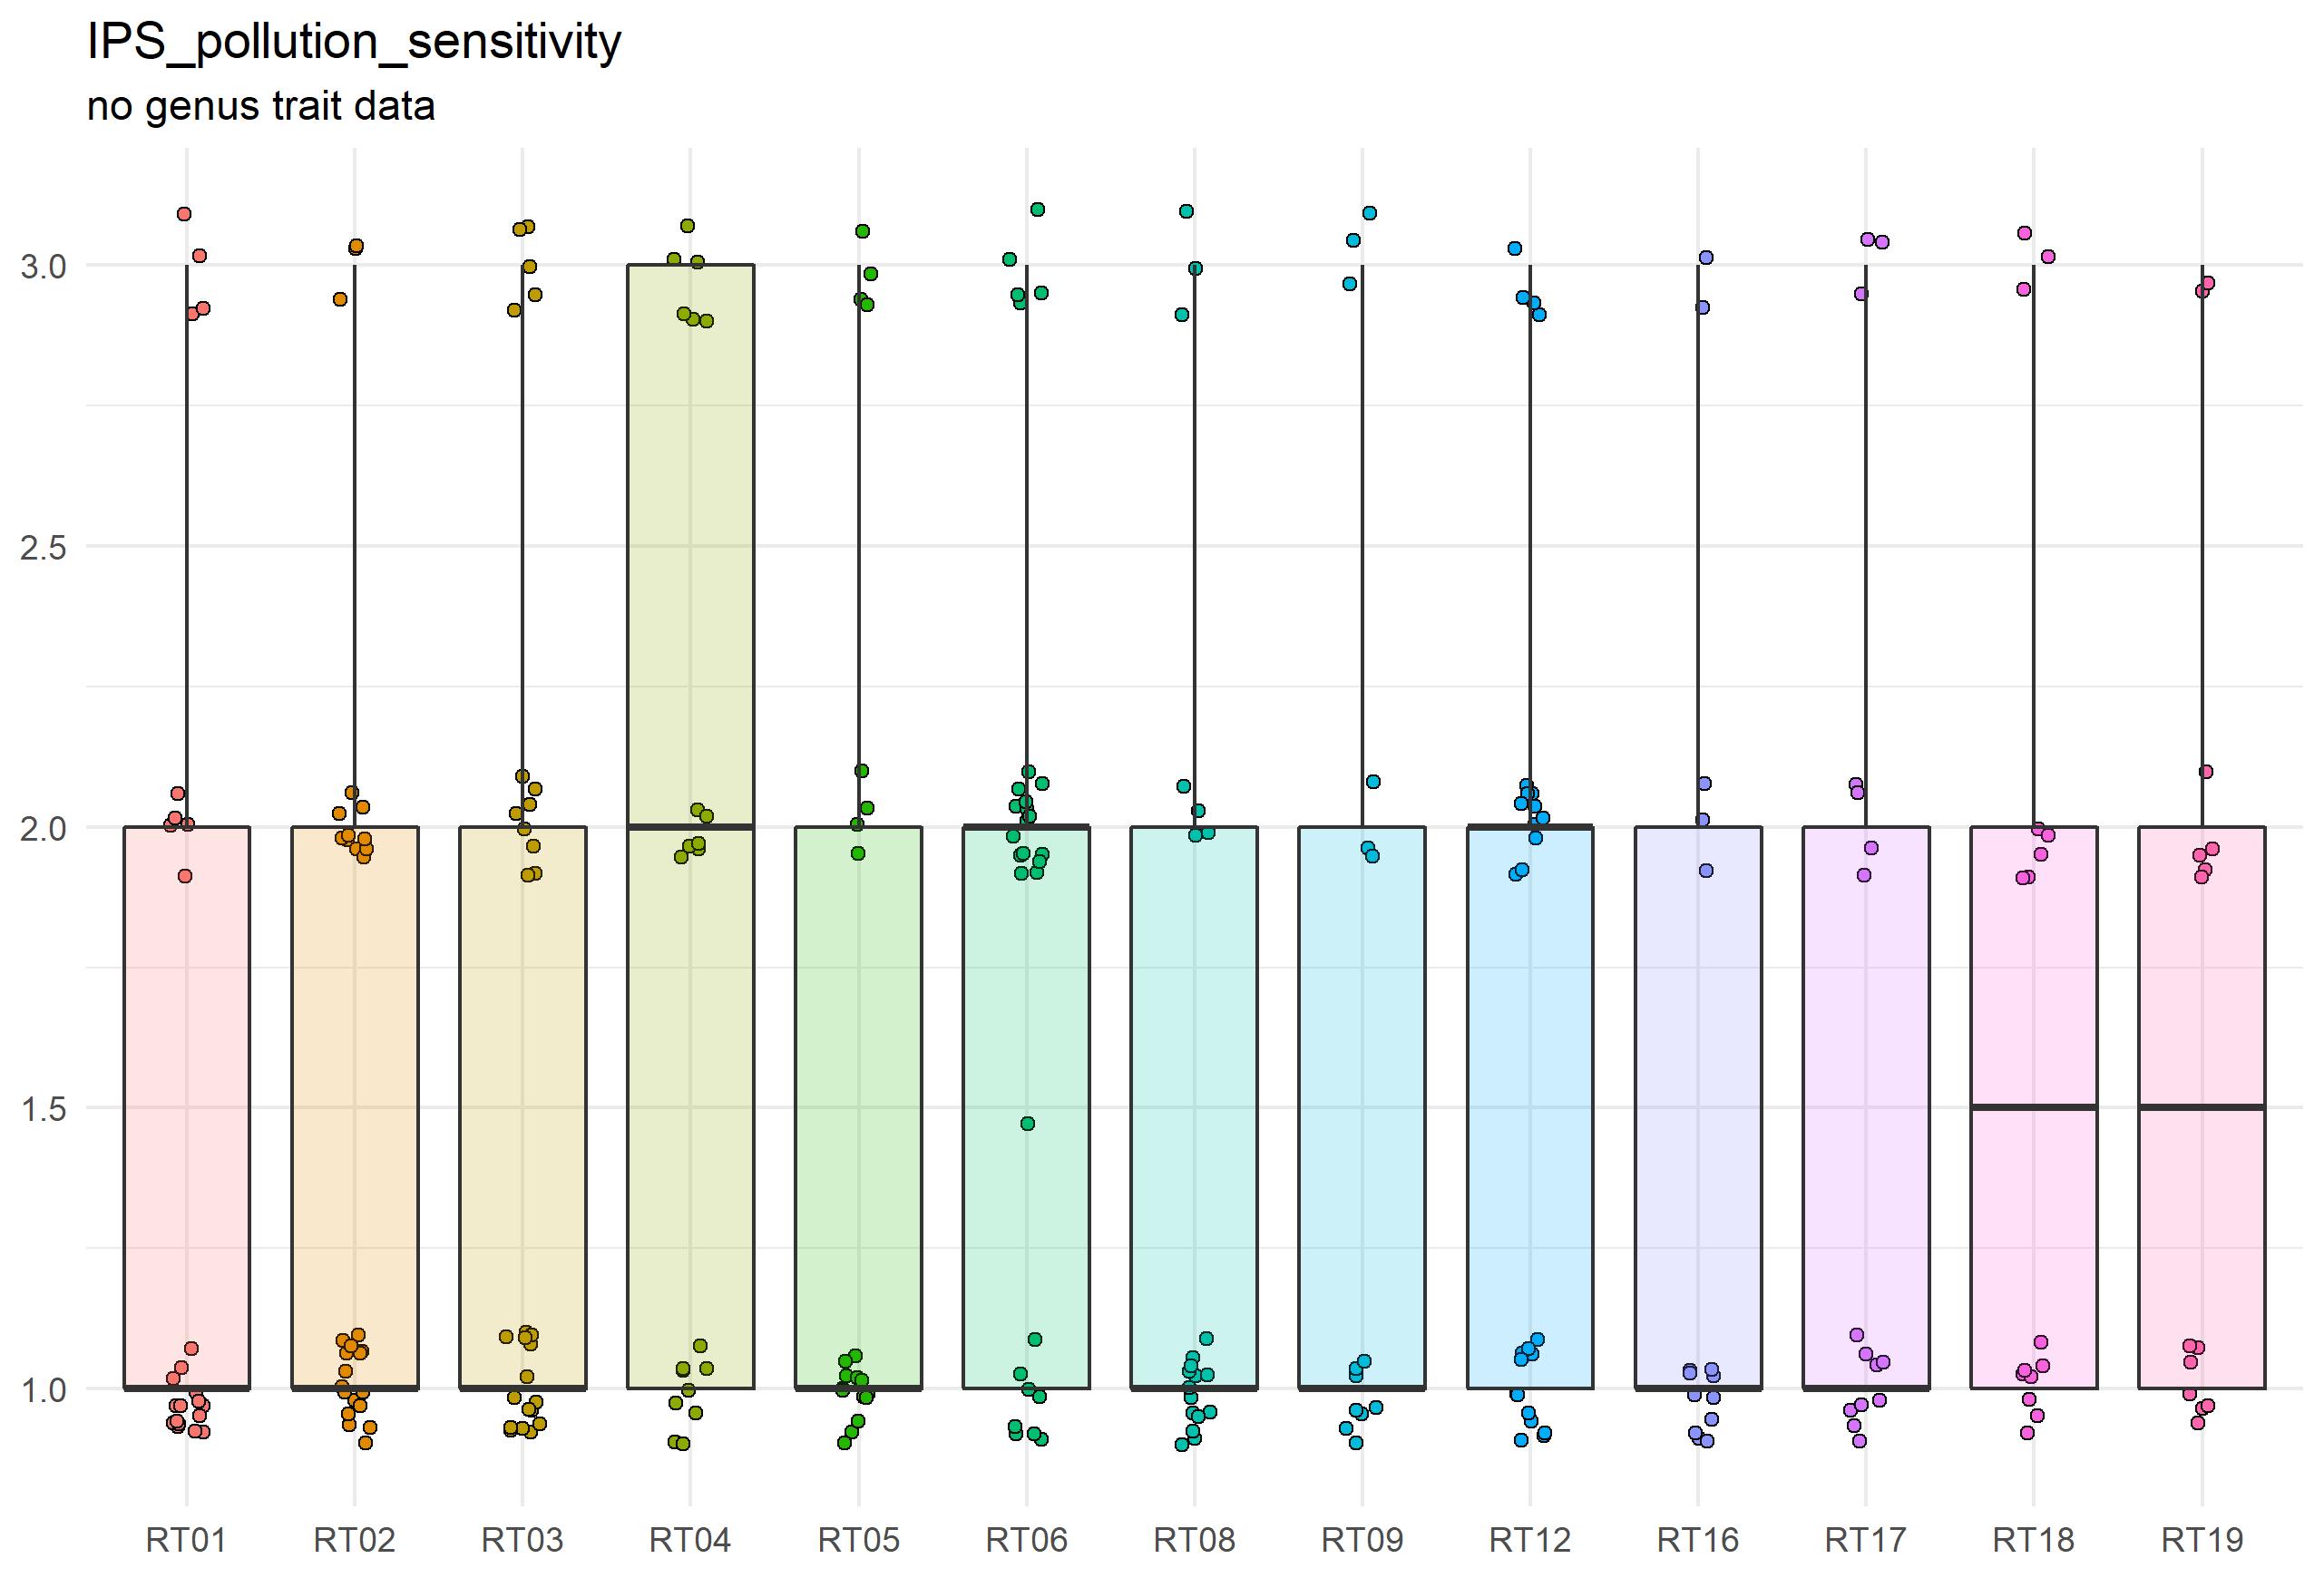 IPS_pollution_sensitivity
no genus trait data
3.0
2.5
2.0
1.5
1.0
RT01 RT02 RT03 RT04 RT05 RT06 RT08 RT09 RT12 RT16 RT17 RT18 RT19